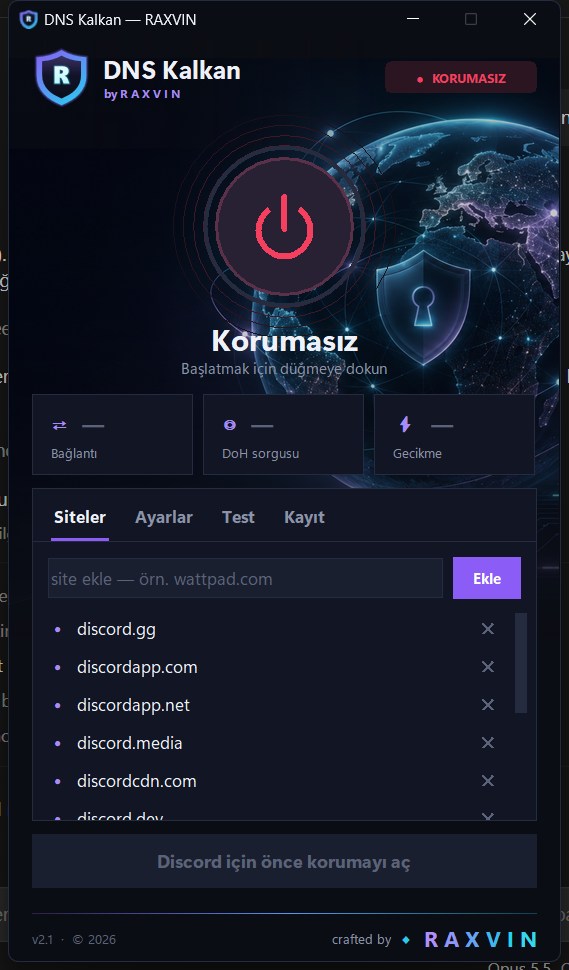 DNS Kalkan — RAXVIN
R
DNS Kalkan
by RAXVIN
KORUMASIZ
Korumasız
Başlatmak için düğmeye dokun
Bağlantı
DoH sorgusu
Gecikme
Siteler Ayarlar Test Kayıt
site ekle — örn. wattpad.com
Ekle
discord.gg
discordapp.com
discordapp.net
discord.media
discordcdn.com
discord.dev
Discord için önce korumayı aç
v2.1 · © 2026
crafted by RAXVIN